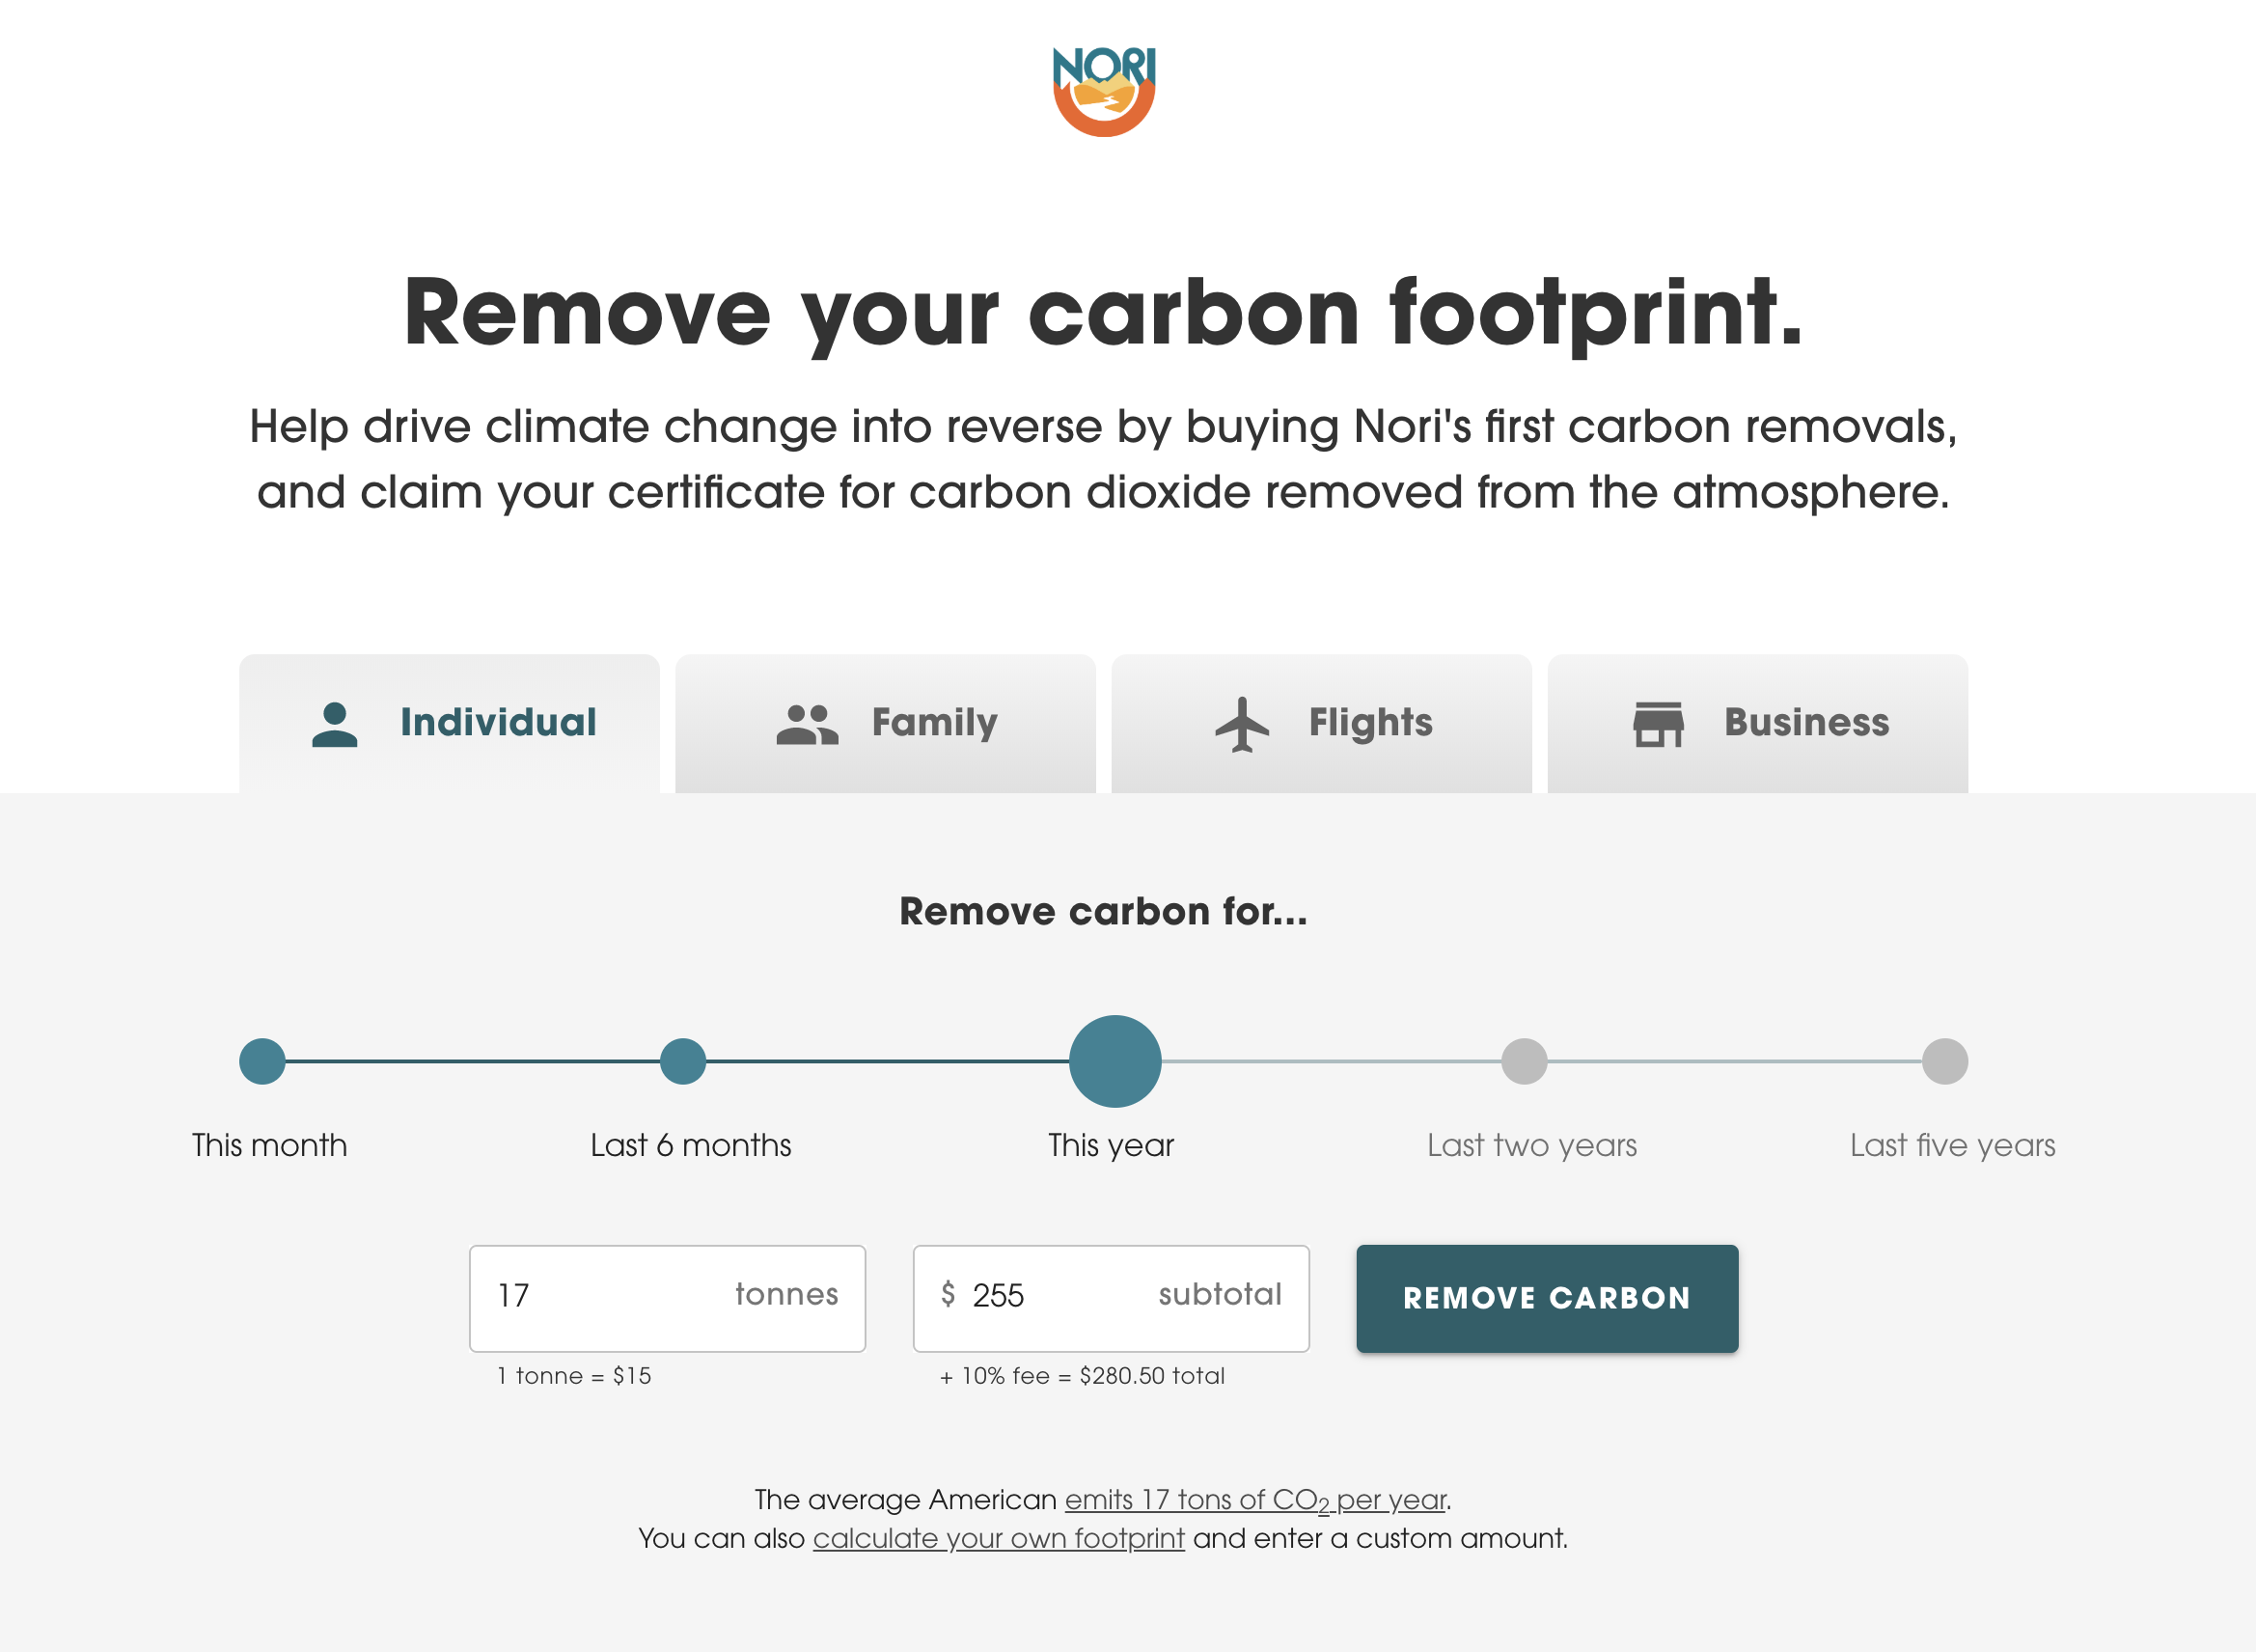 NORI
Remove your carbon footprint.
Help drive climate change into reverse by buying Nori's first carbon removals,
and claim your certificate for carbon dioxide removed from the atmosphere.
Individual
Family
Flights
Business
Remove carbon for...
This month
Last 6 months
This year
Last two years
Last five years
17 tonnes
$ 255 subtotal
REMOVE CARBON
1 tonne = $15
+ 10% fee = $280.50 total
The average American emits 17 tons of CO₂ per year.
You can also calculate your own footprint and enter a custom amount.